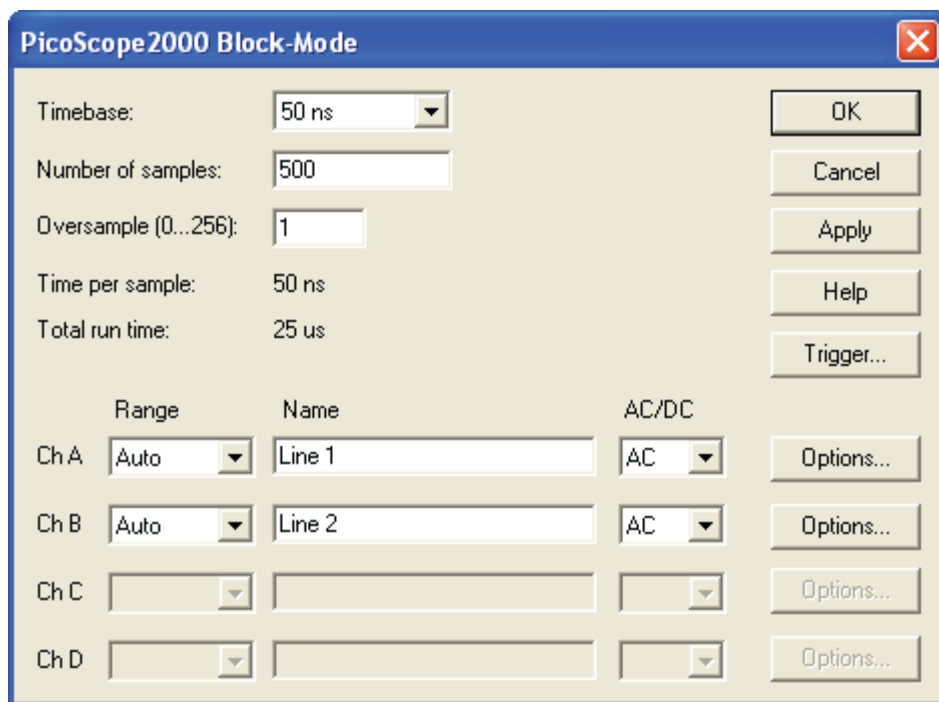 PicoScope2000 Block-Mode
Timebase: 50 ns OK
Number of samples: 500 Cancel
Oversample (0...256): 1 Apply
Time per sample: 50 ns Help
Total run time: 25 us
Trigger...
Range Name AC/DC
Ch A Auto Line 1 AC Options...
Ch B Auto Line 2 AC Options...
Ch C Options...
Ch D Options...